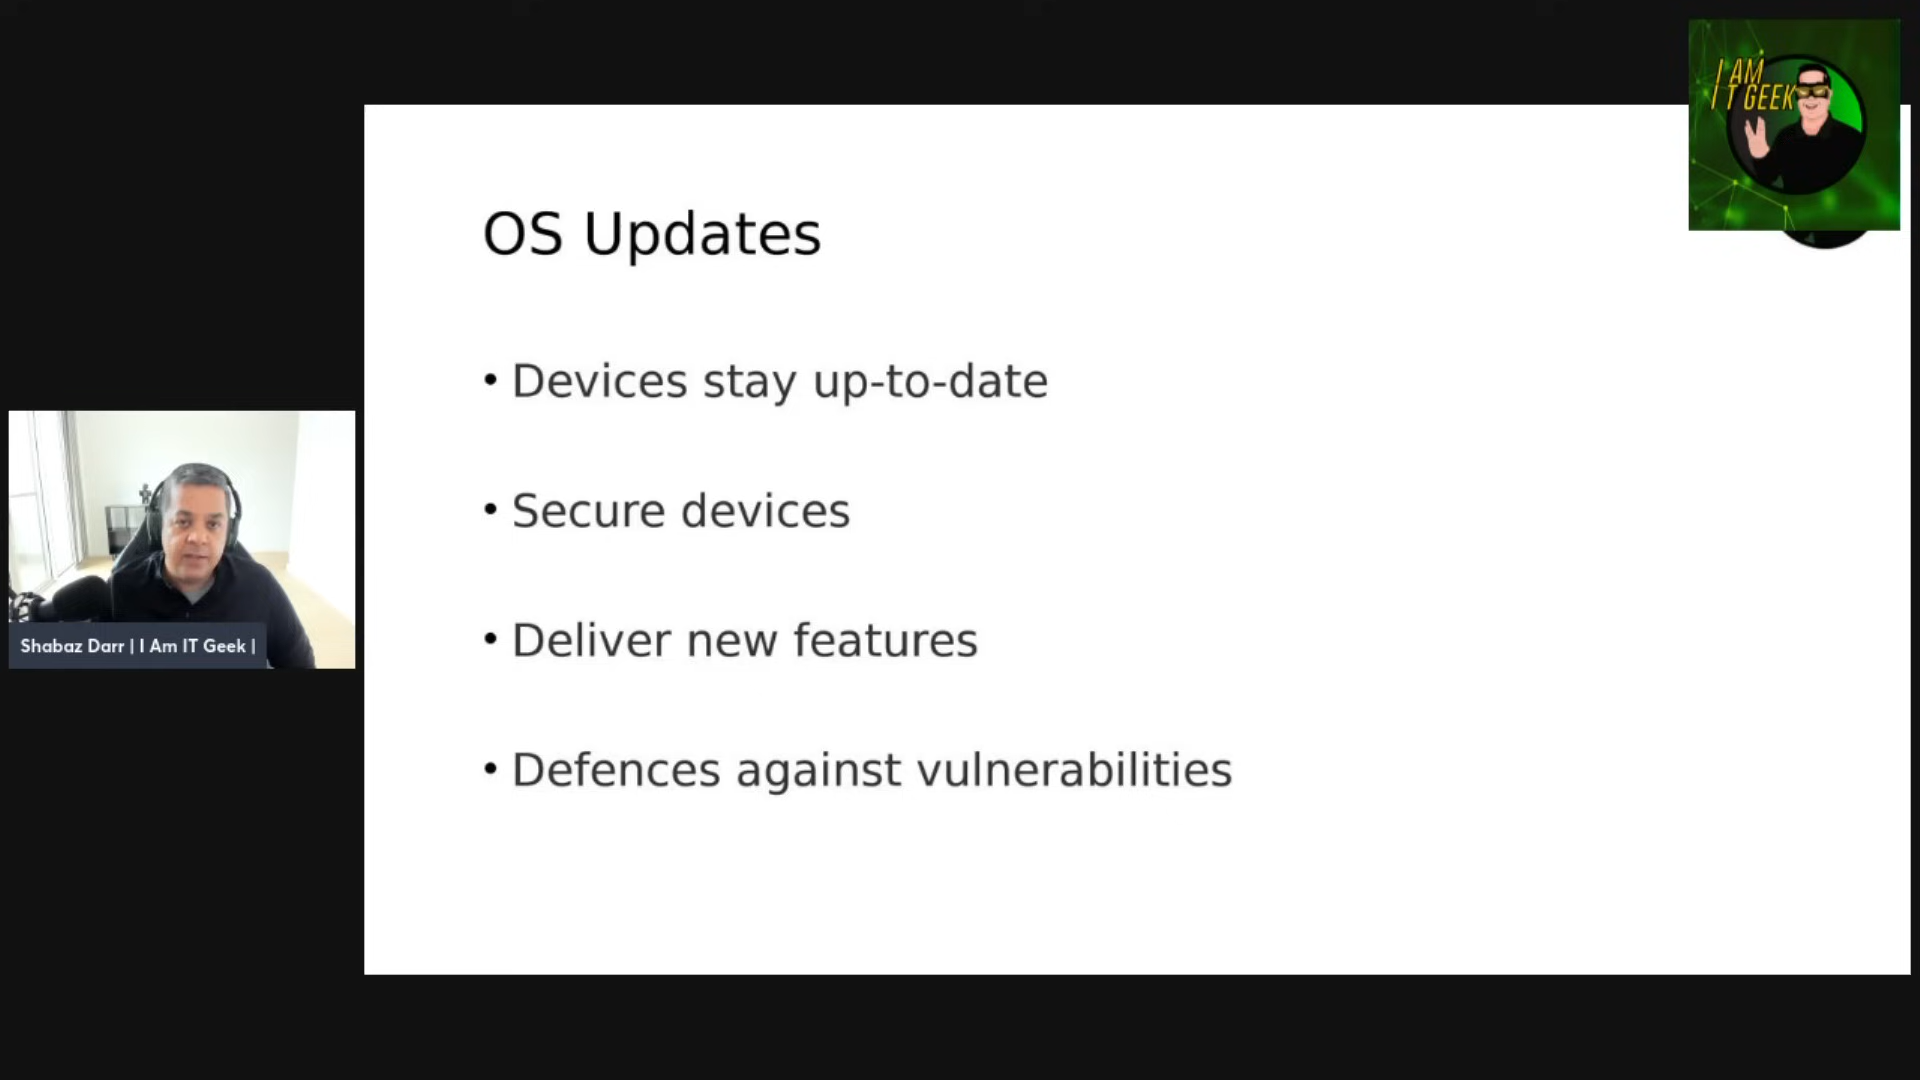 I AM
I T GEEK
OS Updates
• Devices stay up-to-date
• Secure devices
• Deliver new features
• Defences against vulnerabilities
Shabaz Darr | I Am IT Geek |